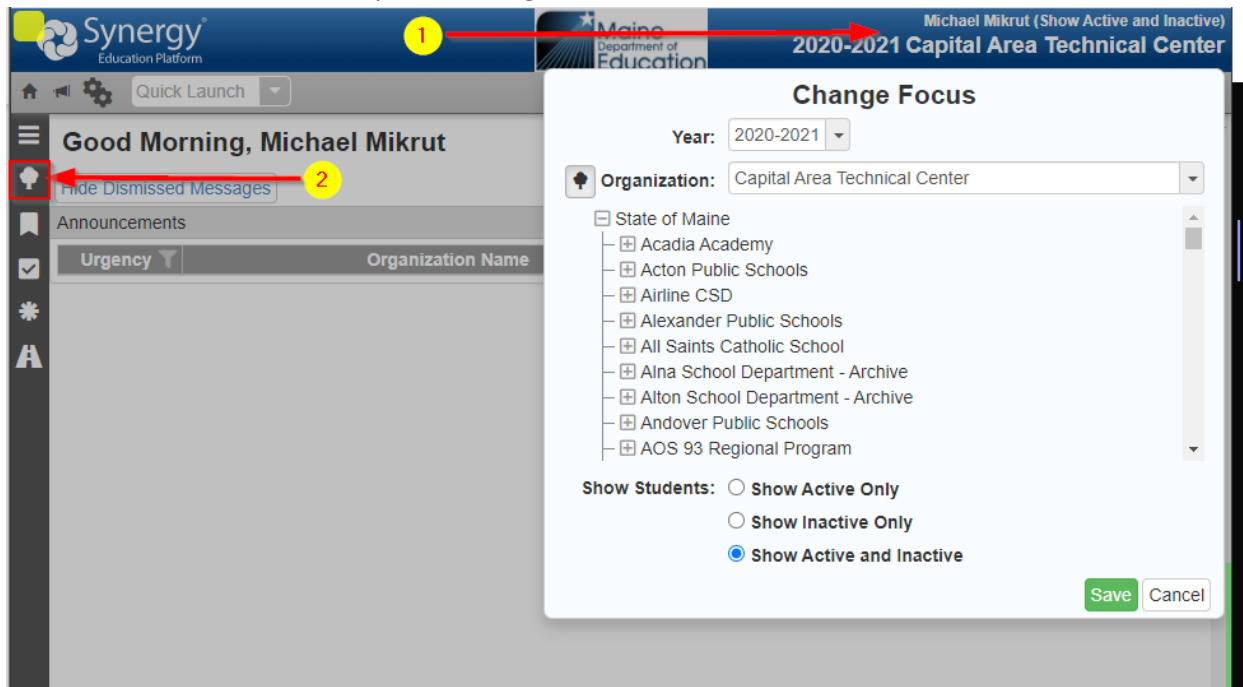 Synergy
Education Platform
1
Maine
Department of
Education
Michael Mikrut (Show Active and Inactive)
2020-2021 Capital Area Technical Center
Quick Launch
Good Morning, Michael Mikrut
2
Hide Dismissed Messages
Announcements
Urgency
Organization Name
Change Focus
Year: 2020-2021
Organization: Capital Area Technical Center
State of Maine
Acadia Academy
Acton Public Schools
Airline CSD
Alexander Public Schools
All Saints Catholic School
Alna School Department - Archive
Alton School Department - Archive
Andover Public Schools
AOS 93 Regional Program
Show Students: Show Active Only
Show Inactive Only
Show Active and Inactive
Save Cancel